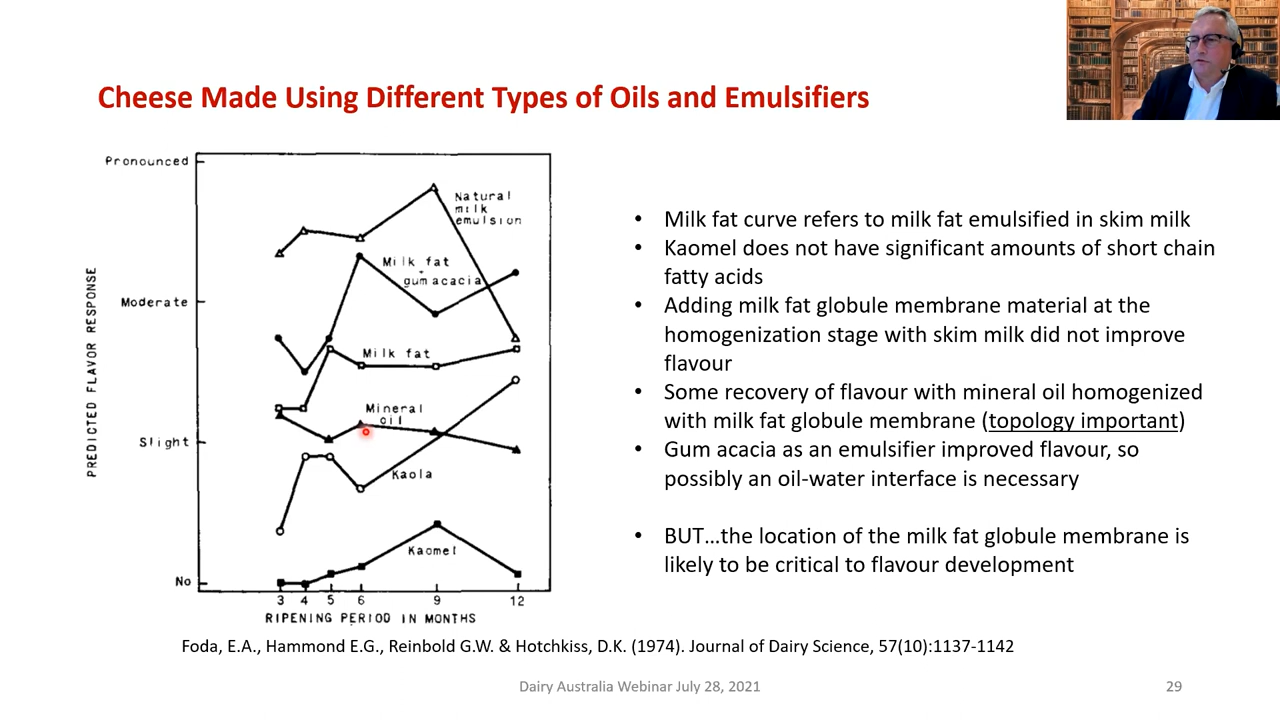 Cheese Made Using Different Types of Oils and Emulsifiers
Pronounced
Moderate
Slight
No
PREDICTED FLAVOR RESPONSE
Natural
milk
emulsion
Milk fat
+
gum acacia
Milk fat
Mineral
oil
Kaola
Kaomel
3 4 5 6 9 12
RIPENING PERIOD IN MONTHS
• Milk fat curve refers to milk fat emulsified in skim milk
• Kaomel does not have significant amounts of short chain
fatty acids
• Adding milk fat globule membrane material at the
homogenization stage with skim milk did not improve
flavour
• Some recovery of flavour with mineral oil homogenized
with milk fat globule membrane (topology important)
• Gum acacia as an emulsifier improved flavour, so
possibly an oil-water interface is necessary
• BUT...the location of the milk fat globule membrane is
likely to be critical to flavour development
Foda, E.A., Hammond E.G., Reinbold G.W. & Hotchkiss, D.K. (1974). Journal of Dairy Science, 57(10):1137-1142
Dairy Australia Webinar July 28, 2021
29